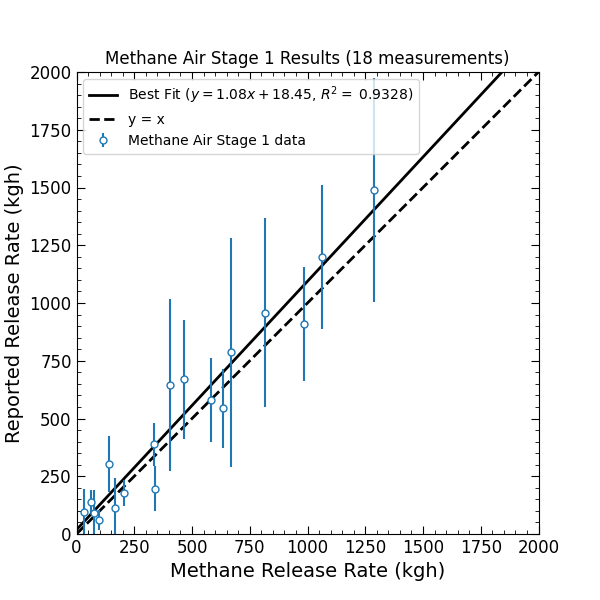 Methane Air Stage 1 Results (18 measurements)
Best Fit (y = 1.08x + 18.45, R² = 0.9328)
y = x
Methane Air Stage 1 data
Reported Release Rate (kgh)
2000
1750
1500
1250
1000
750
500
250
0
0 250 500 750 1000 1250 1500 1750 2000
Methane Release Rate (kgh)